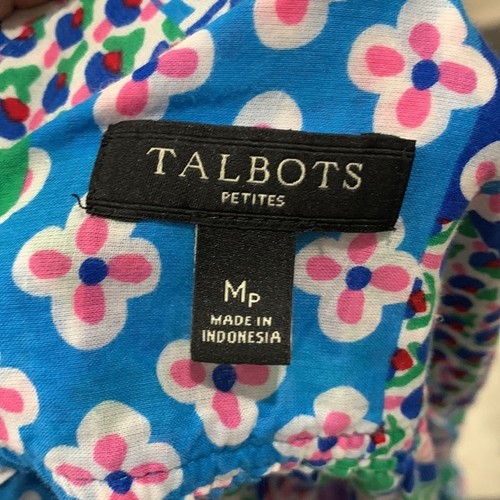 TALBOTS
PETITES
MP
MADE IN
INDONESIA